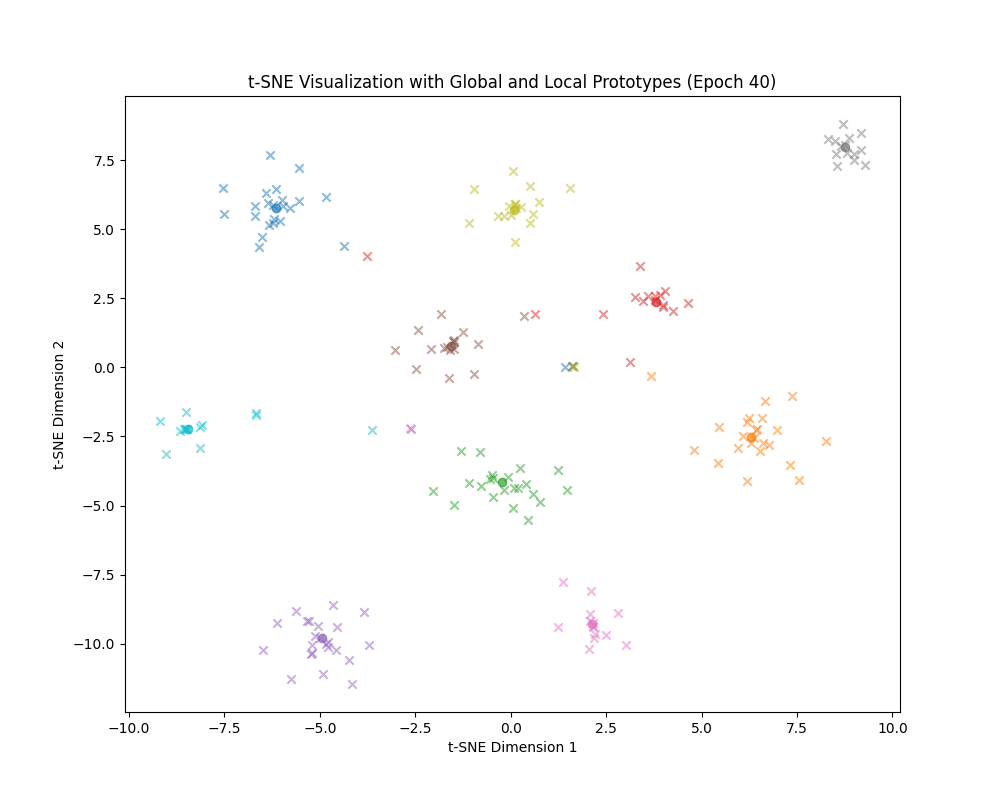 t-SNE Visualization with Global and Local Prototypes (Epoch 40)
7.5
5.0
2.5
0.0
−2.5
−5.0
−7.5
−10.0
t-SNE Dimension 2
−10.0 −7.5 −5.0 −2.5 0.0 2.5 5.0 7.5 10.0
t-SNE Dimension 1